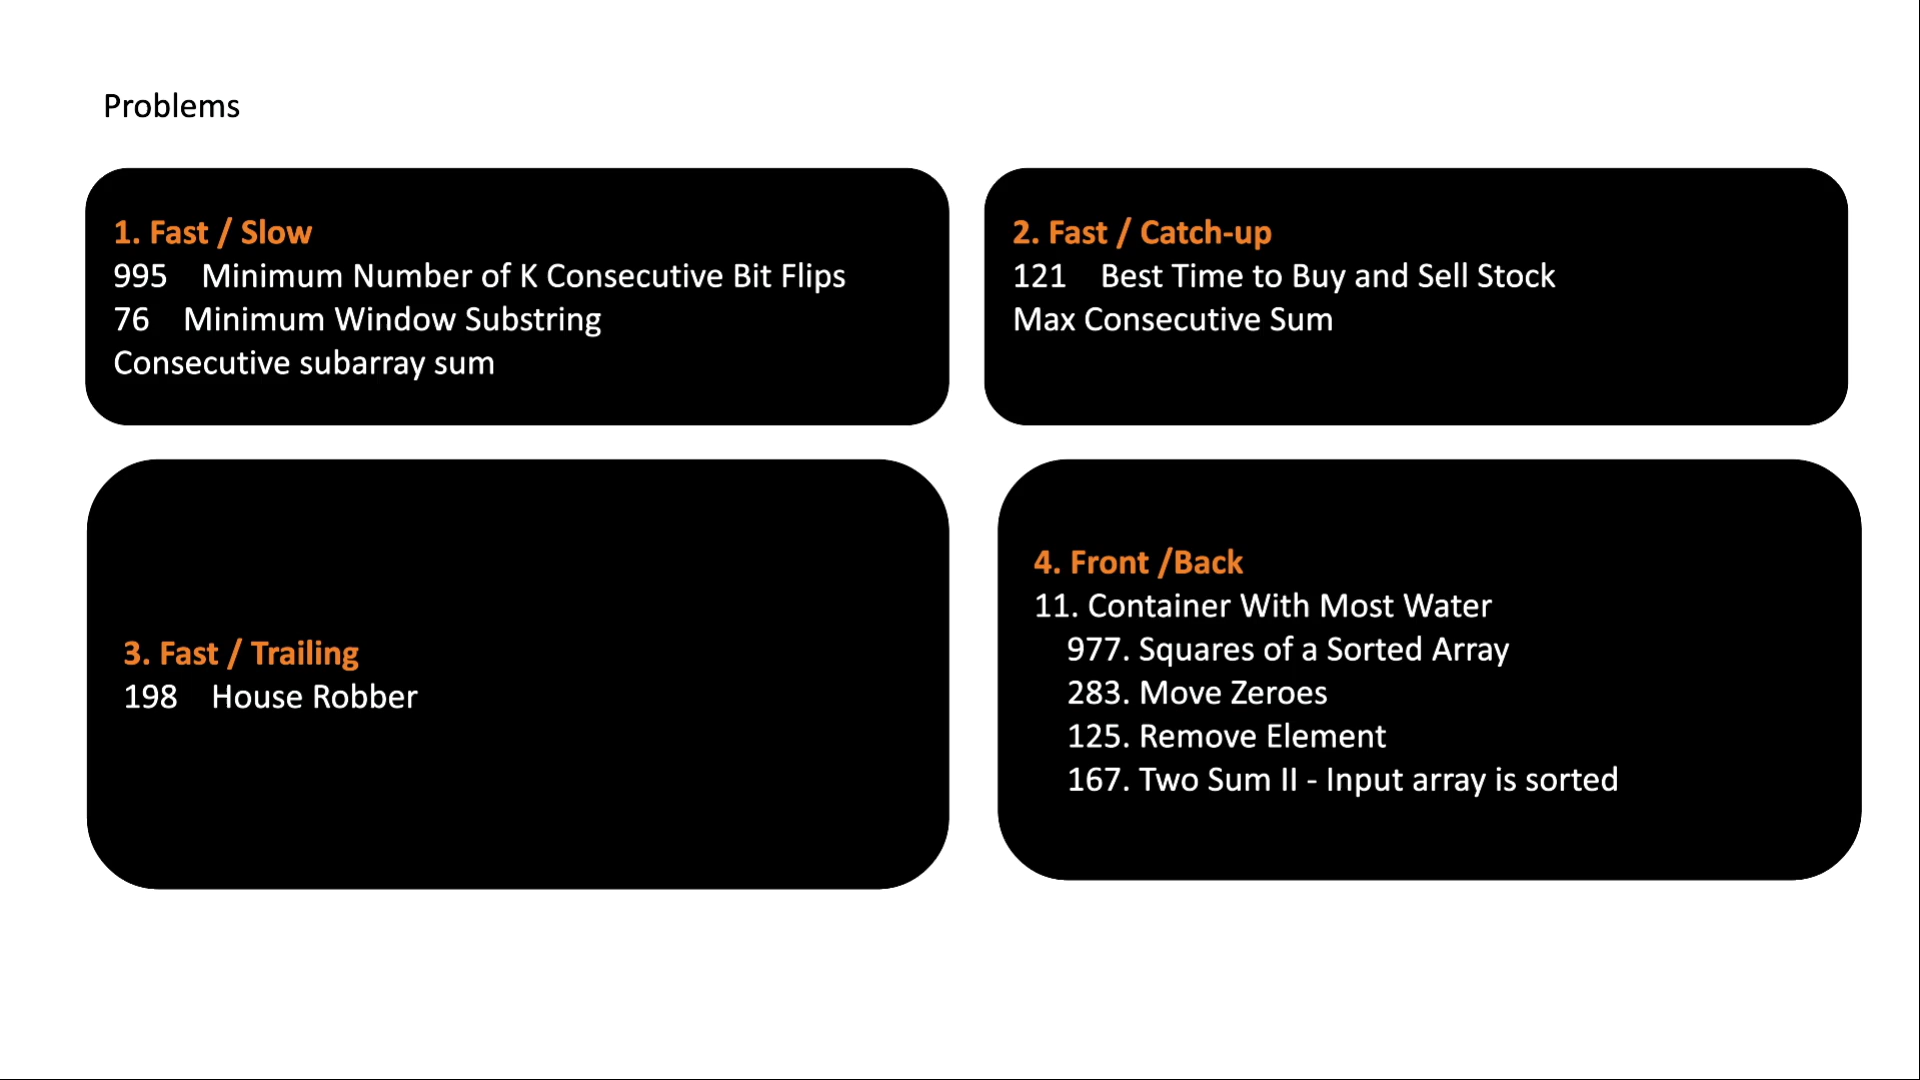 Problems
1. Fast / Slow
995 Minimum Number of K Consecutive Bit Flips
76 Minimum Window Substring
Consecutive subarray sum
2. Fast / Catch-up
121 Best Time to Buy and Sell Stock
Max Consecutive Sum
3. Fast / Trailing
198 House Robber
4. Front /Back
11. Container With Most Water
977. Squares of a Sorted Array
283. Move Zeroes
125. Remove Element
167. Two Sum II - Input array is sorted